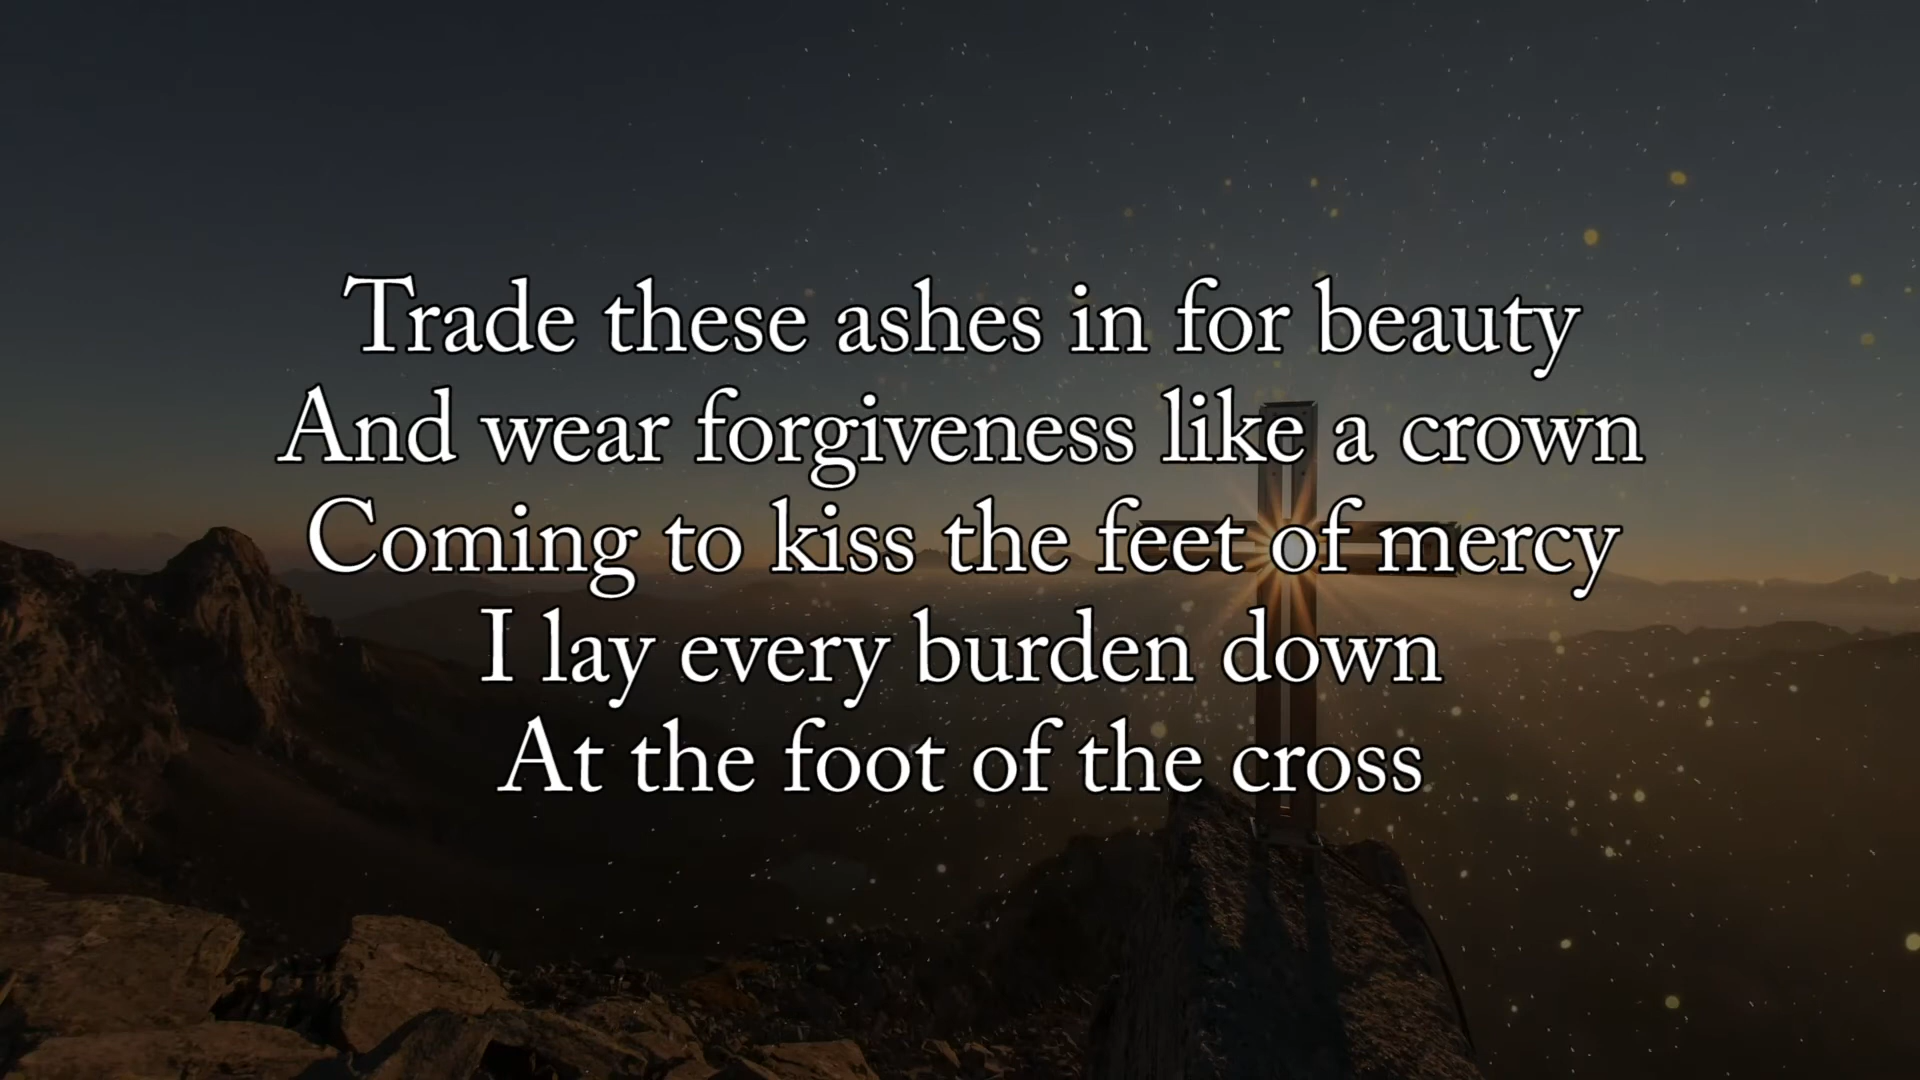 Trade these ashes in for beauty
And wear forgiveness like a crown
Coming to kiss the feet of mercy
I lay every burden down
At the foot of the cross